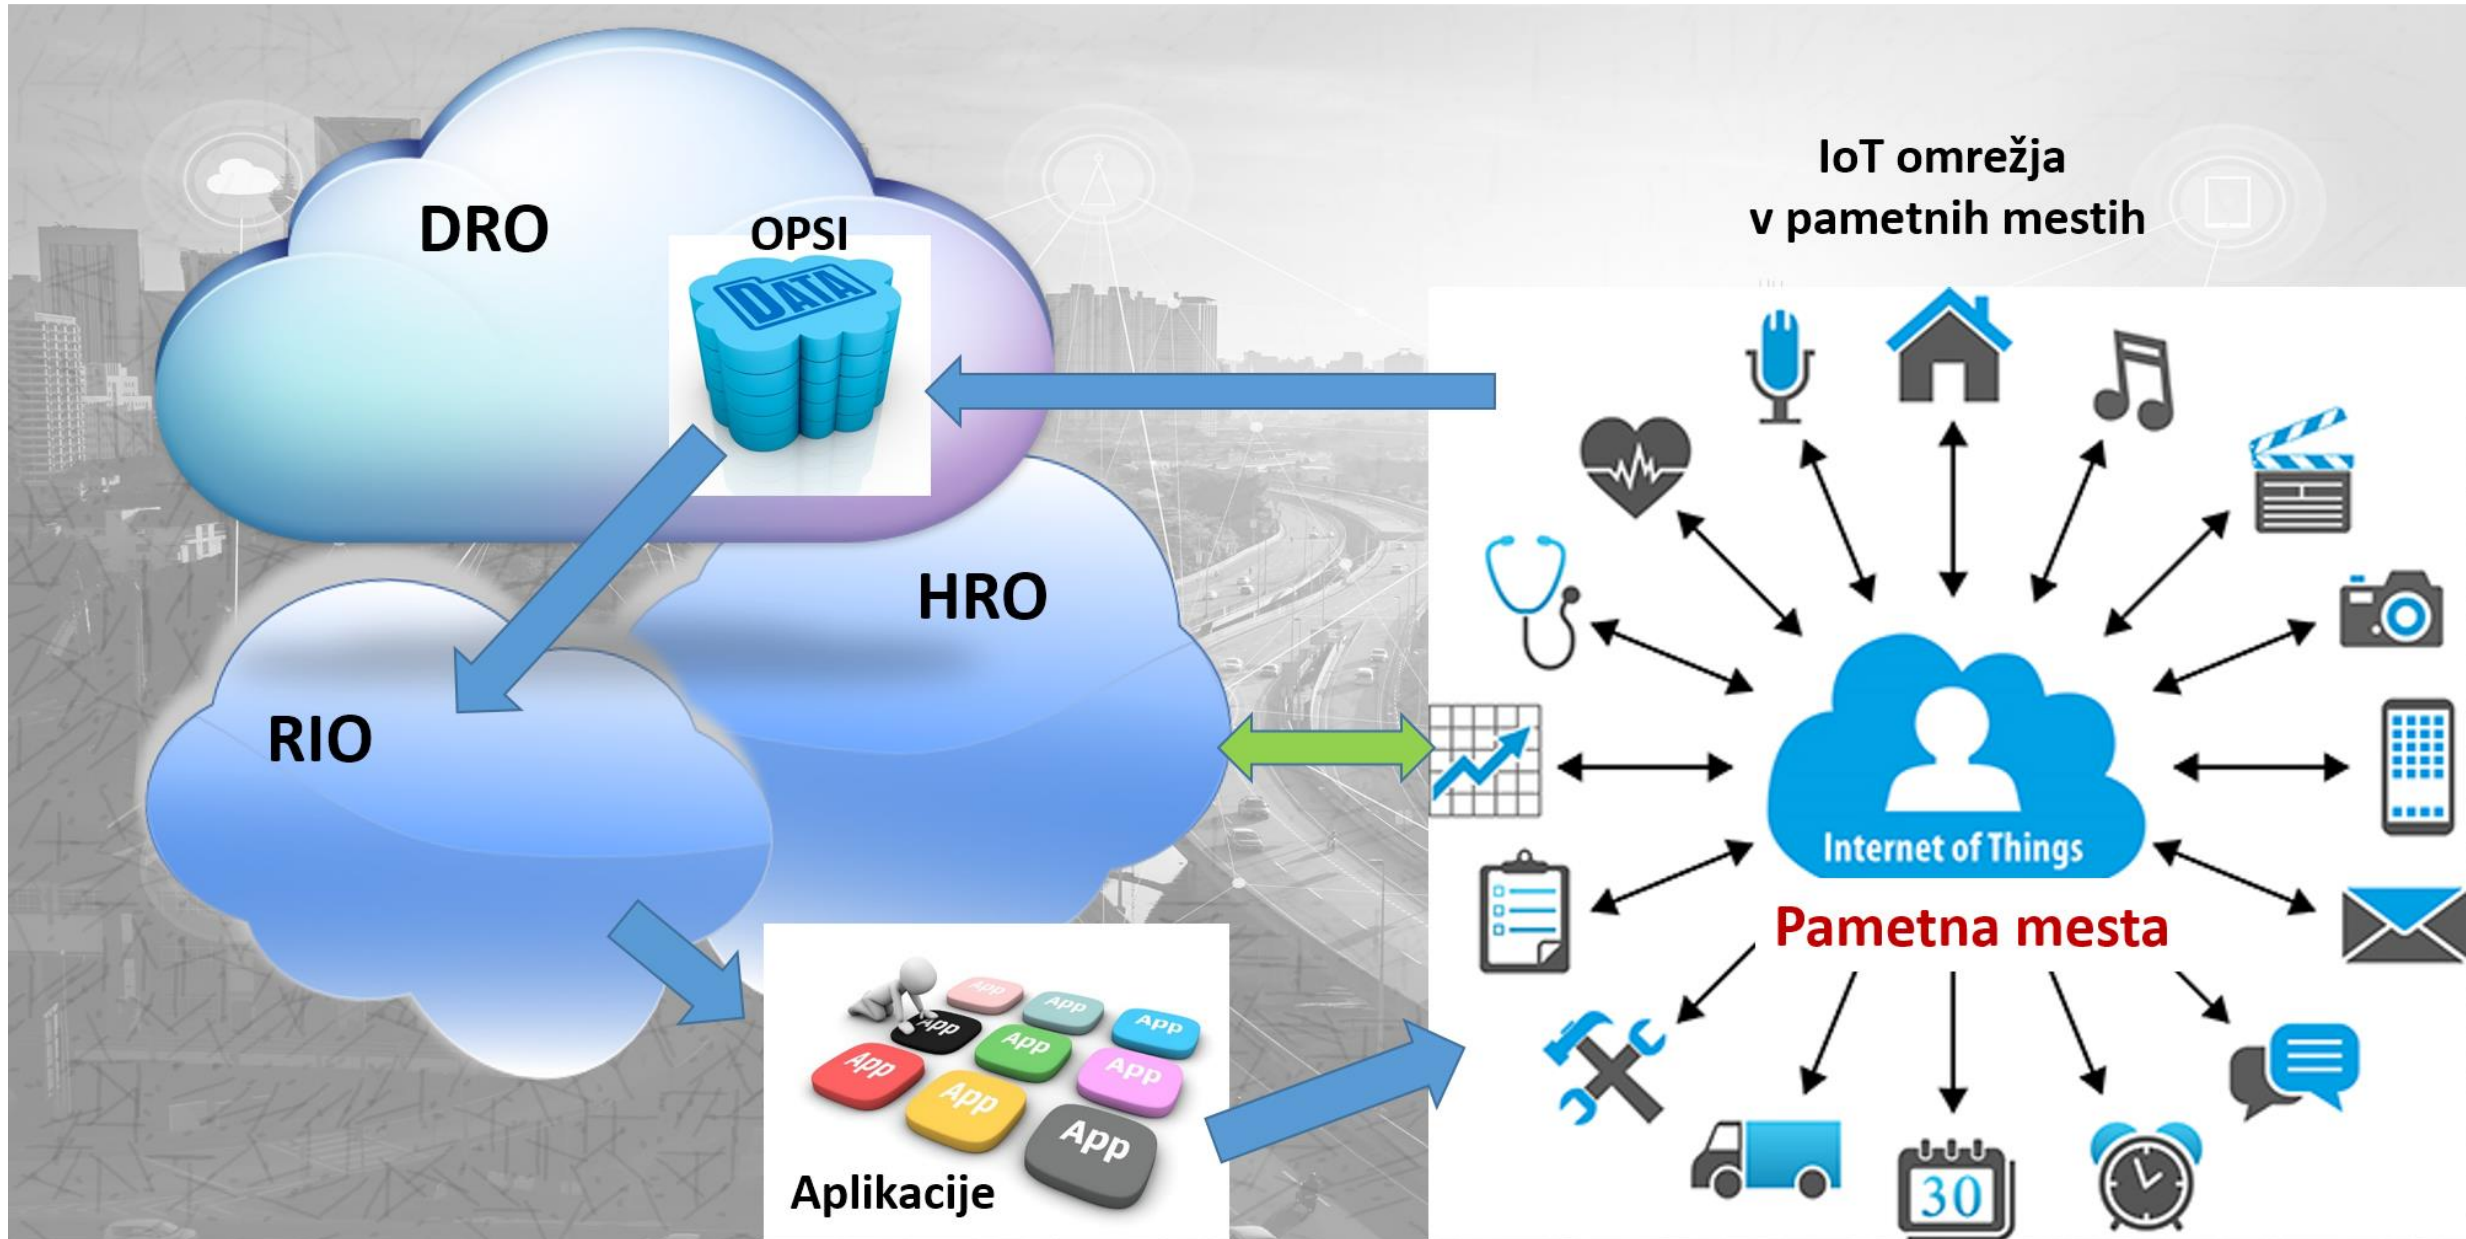 DRO
OPSI
DATA
IoT omrežja
v pametnih mestih
HRO
RIO
Internet of Things
Pametna mesta
App
App
App
App
App
App
App
App
App
Aplikacije
30